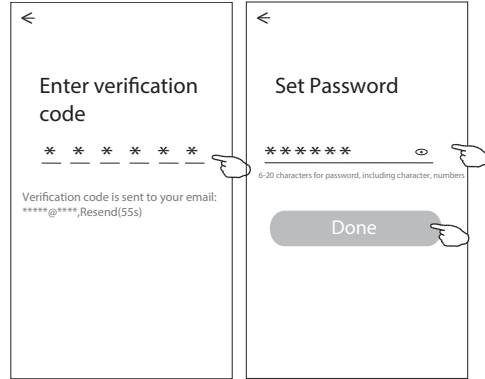 Enter verification
code
* * * * * *
Verification code is sent to your email:
*****@****,Resend(55s)
Set Password
******
6-20 characters for password, including character, numbers
Done